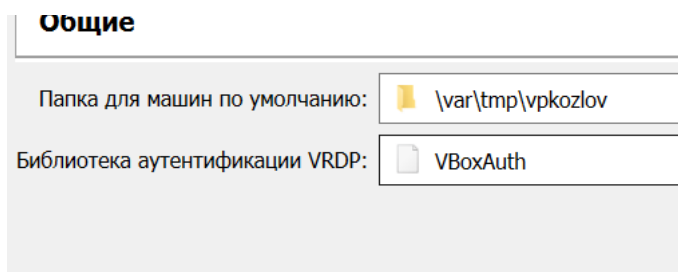 Общие
Папка для машин по умолчанию: \var\tmp\vpkozlov
Библиотека аутентификации VRDP: VBoxAuth